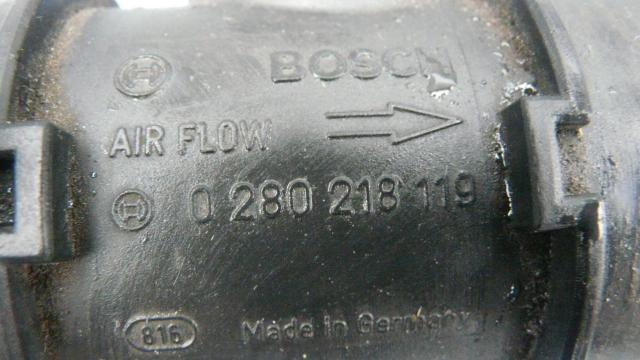 BOSCH
AIR FLOW
0 280 218 119
816 Made in Germany